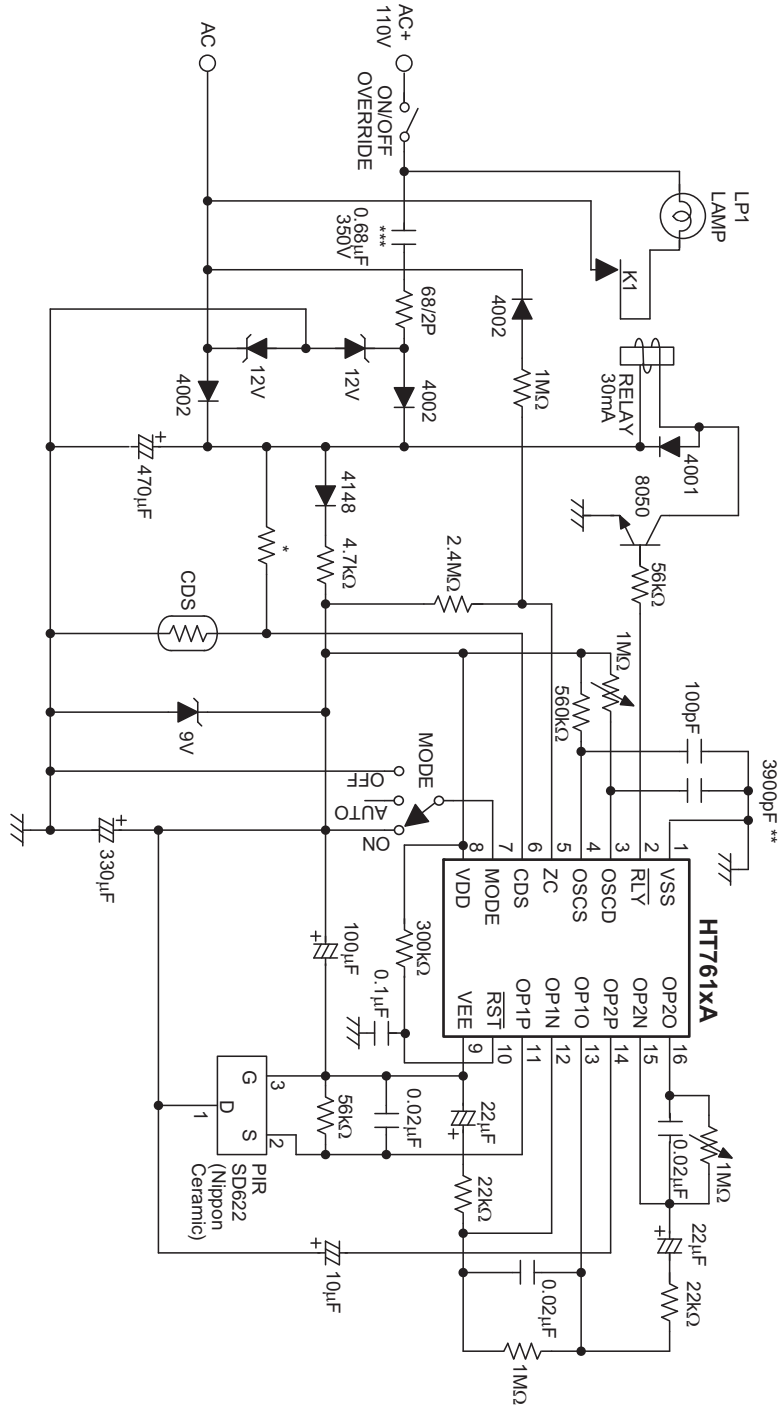 LP1
LAMP
K1
RELAY
30mA
4001
8050
56kΩ
AC+
110V
ON/OFF
OVERRIDE
***
0.68μF
350V
68/2P
4002
1MΩ
AC
12V
12V
4002
4002
470μF
+
4148
4.7kΩ
*
CDS
2.4MΩ
9V
1MΩ
560kΩ
100pF
3900pF **
MODE
OFF
AUTO
ON
330μF
+
HT761xA
1 VSS
2 RLY
3 OSCD
4 OSCS
5 ZC
6 CDS
7 MODE
8 VDD
OP2O 16
OP2N 15
OP2P 14
OP1O 13
OP1N 12
OP1P 11
RST 10
VEE 9
300kΩ
0.1μF
100μF
+
56kΩ
0.02μF
22μF
+
22kΩ
0.02μF
1MΩ
1MΩ
0.02μF
22μF
+
22kΩ
10μF
+
G 3
D 1
S 2
PIR
SD622
(Nippon
Ceramic)